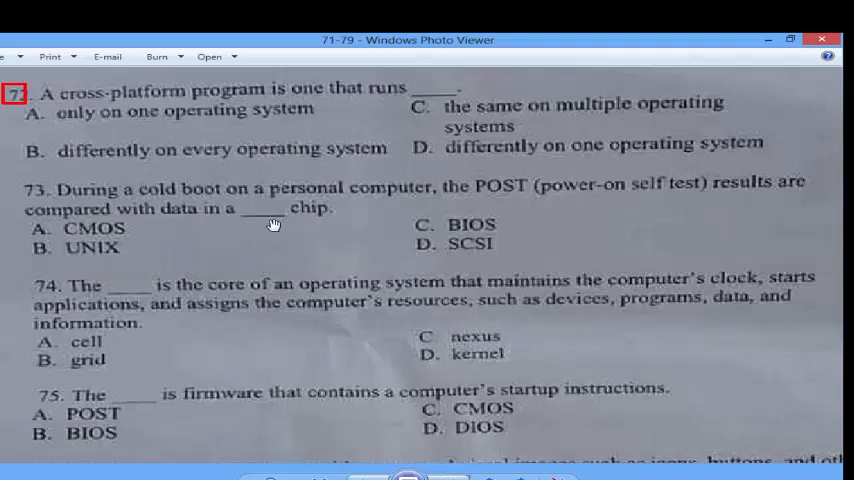 71-79 - Windows Photo Viewer
Print E-mail Burn Open
72. A cross-platform program is one that runs _____.
A. only on one operating system C. the same on multiple operating
systems
B. differently on every operating system D. differently on one operating system
73. During a cold boot on a personal computer, the POST (power-on self test) results are
compared with data in a _____ chip.
A. CMOS C. BIOS
B. UNIX D. SCSI
74. The _____ is the core of an operating system that maintains the computer's clock, starts
applications, and assigns the computer's resources, such as devices, programs, data, and
information.
A. cell C. nexus
B. grid D. kernel
75. The _____ is firmware that contains a computer's startup instructions.
A. POST C. CMOS
B. BIOS D. DIOS
such as icons, buttons, and